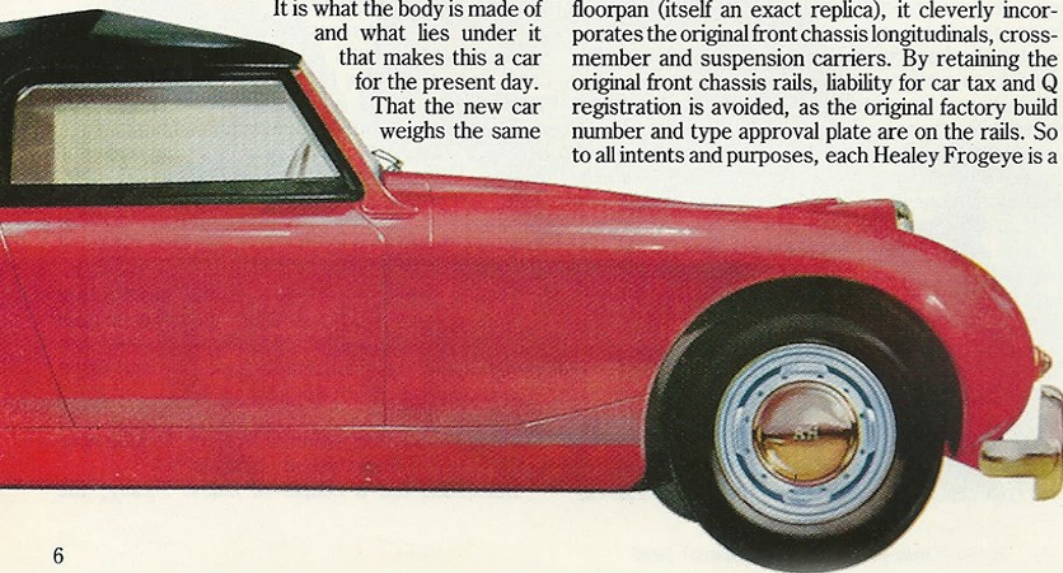 It is what the body is made of
and what lies under it
that makes this a car
for the present day.
That the new car
weighs the same
floorpan (itself an exact replica), it cleverly incor-
porates the original front chassis longitudinals, cross-
member and suspension carriers. By retaining the
original front chassis rails, liability for car tax and Q
registration is avoided, as the original factory build
number and type approval plate are on the rails. So
to all intents and purposes, each Healey Frogeye is a
6